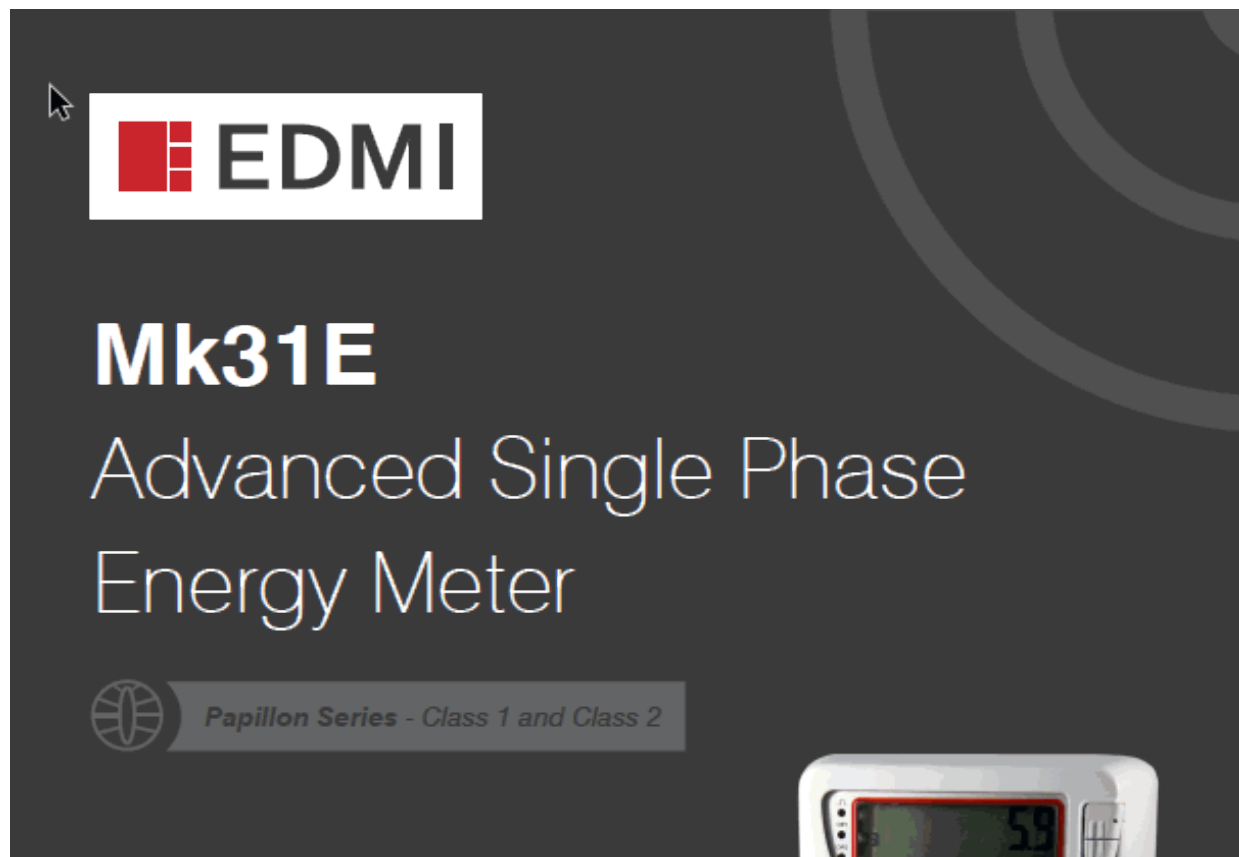 EDMI
Mk31E
Advanced Single Phase
Energy Meter
Papillon Series - Class 1 and Class 2
5.9